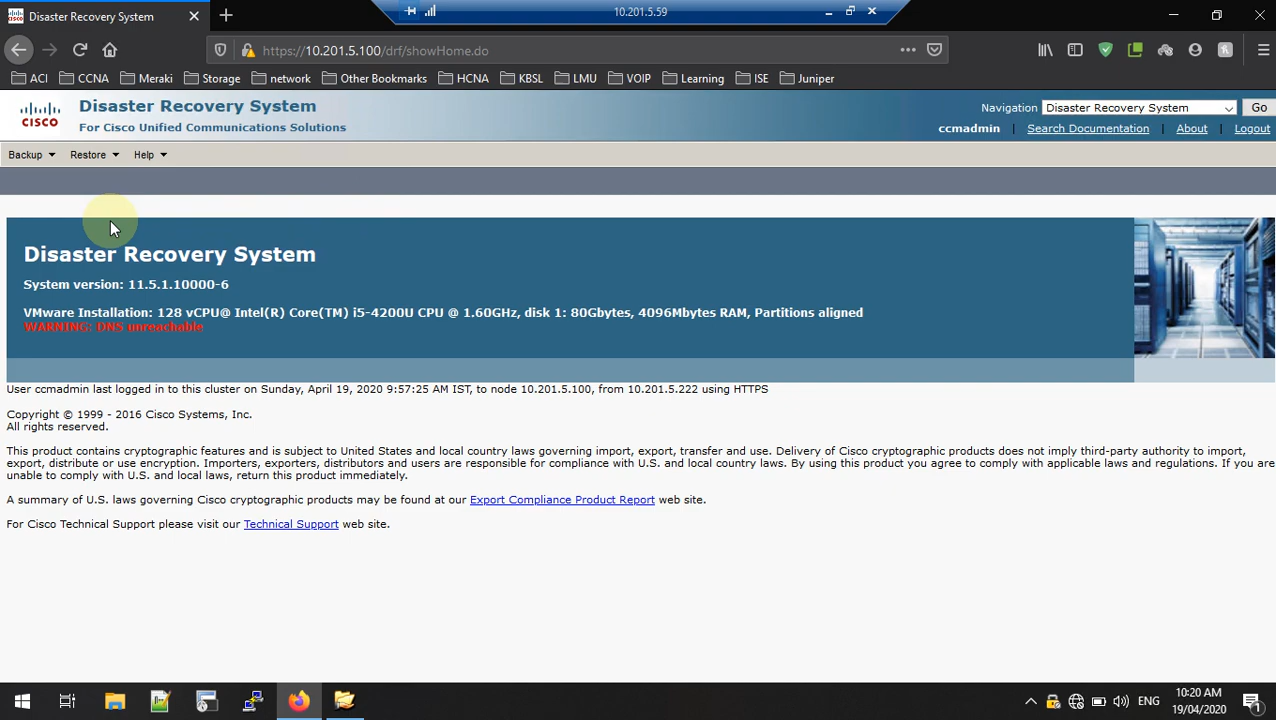 Disaster Recovery System
10.201.5.59
https://10.201.5.100/drf/showHome.do
ACI
CCNA
Meraki
Storage
network
Other Bookmarks
HCNA
KBSL
LMU
VOIP
Learning
ISE
Juniper
CISCO
Disaster Recovery System
For Cisco Unified Communications Solutions
Navigation
Disaster Recovery System
Go
ccmadmin
Search Documentation
About
Logout
Backup
Restore
Help
Disaster Recovery System
System version: 11.5.1.10000-6
VMware Installation: 128 vCPU@ Intel(R) Core(TM) i5-4200U CPU @ 1.60GHz, disk 1: 80Gbytes, 4096Mbytes RAM, Partitions aligned
WARNING: DNS unreachable
User ccmadmin last logged in to this cluster on Sunday, April 19, 2020 9:57:25 AM IST, to node 10.201.5.100, from 10.201.5.222 using HTTPS
Copyright © 1999 - 2016 Cisco Systems, Inc.
All rights reserved.
This product contains cryptographic features and is subject to United States and local country laws governing import, export, transfer and use. Delivery of Cisco cryptographic products does not imply third-party authority to import,
export, distribute or use encryption. Importers, exporters, distributors and users are responsible for compliance with U.S. and local country laws. By using this product you agree to comply with applicable laws and regulations. If you are
unable to comply with U.S. and local laws, return this product immediately.
A summary of U.S. laws governing Cisco cryptographic products may be found at our Export Compliance Product Report web site.
For Cisco Technical Support please visit our Technical Support web site.
ENG
10:20 AM
19/04/2020
1